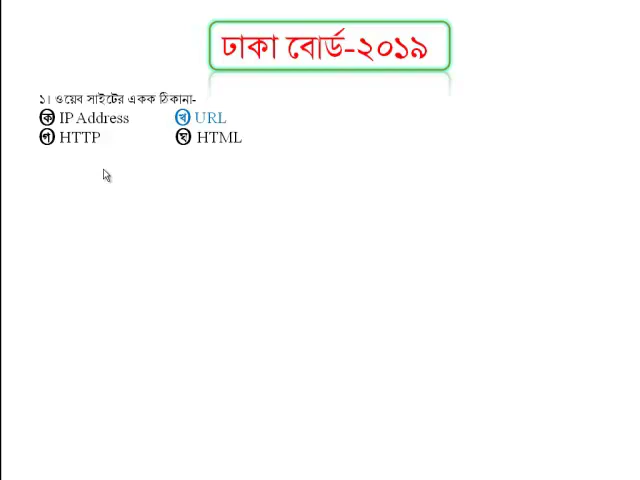 ঢাকা বোর্ড-২০১৯
১। ওয়েব সাইটের একক ঠিকানা-
ক IP Address খ URL
গ HTTP ঘ HTML